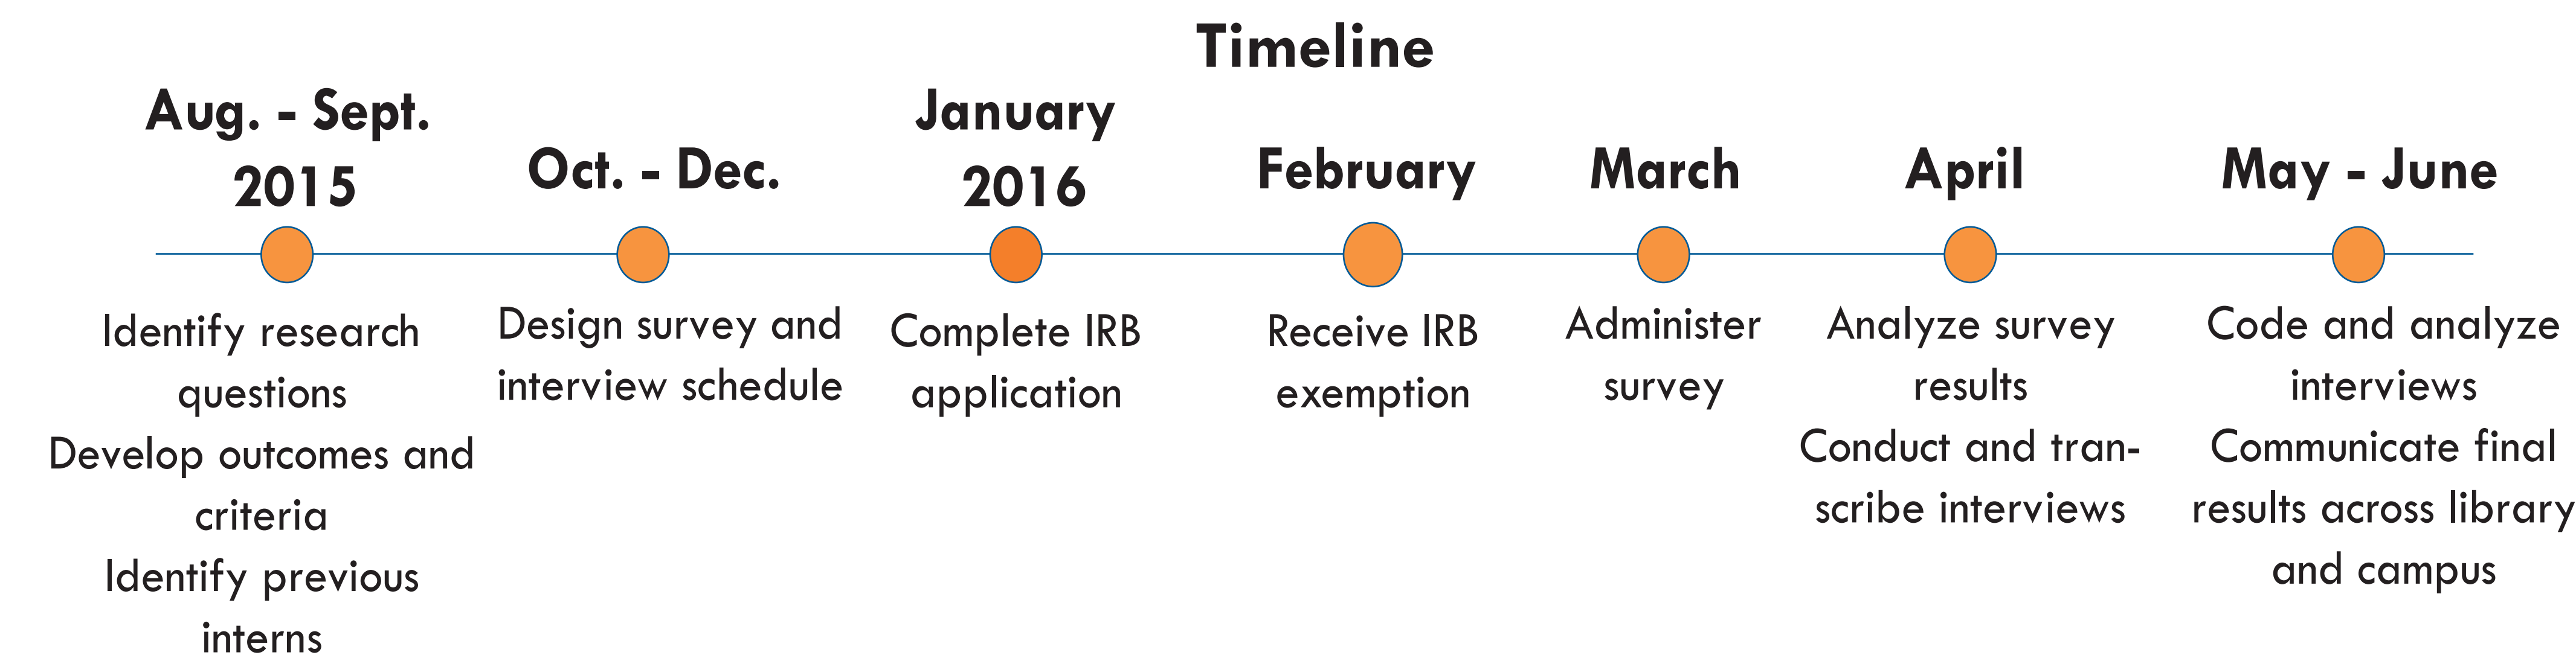 Timeline
Aug. - Sept.
2015
Identify research
questions
Develop outcomes and
criteria
Identify previous
interns
Oct. - Dec.
Design survey and
interview schedule
January
2016
Complete IRB
application
February
Receive IRB
exemption
March
Administer
survey
April
Analyze survey
results
Conduct and tran-
scribe interviews
May - June
Code and analyze
interviews
Communicate final
results across library
and campus